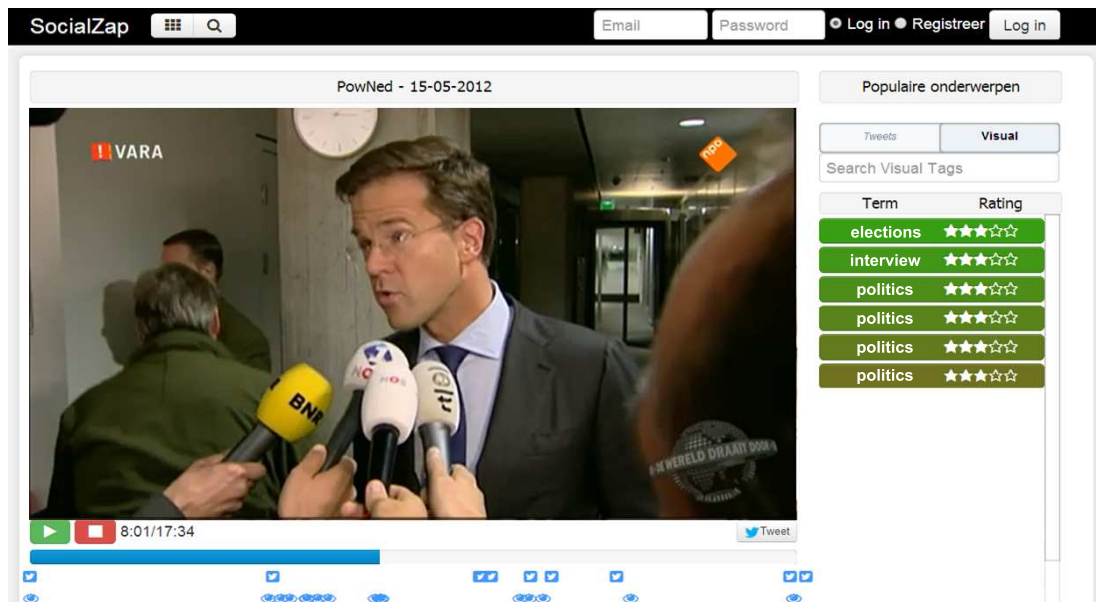 SocialZap
Email
Password
Log in
Registreer
Log in
PowNed - 15-05-2012
Populaire onderwerpen
VARA
npo
Tweets
Visual
Search Visual Tags
Term Rating
elections
interview
politics
politics
politics
politics
BNR
NOS
rtl
DE WERELD DRAAIT DOOR
8:01/17:34
Tweet